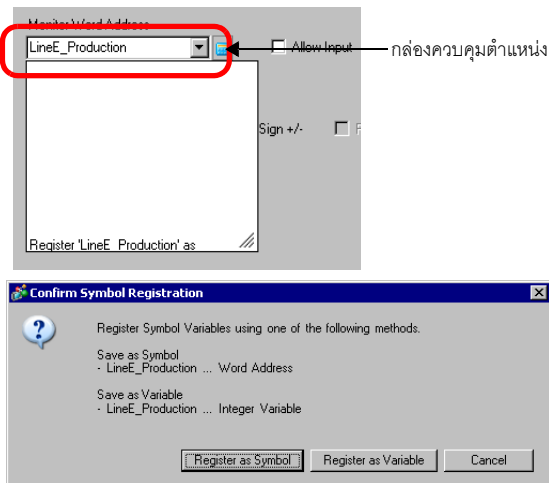 Monitor Word Address
LineE_Production
Allow Input
กล่องควบคุมตำแหน่ง
Sign +/-
Register 'LineE_Production' as
Confirm Symbol Registration
Register Symbol Variables using one of the following methods.
Save as Symbol
- LineE_Production ... Word Address
Save as Variable
- LineE_Production ... Integer Variable
Register as Symbol
Register as Variable
Cancel